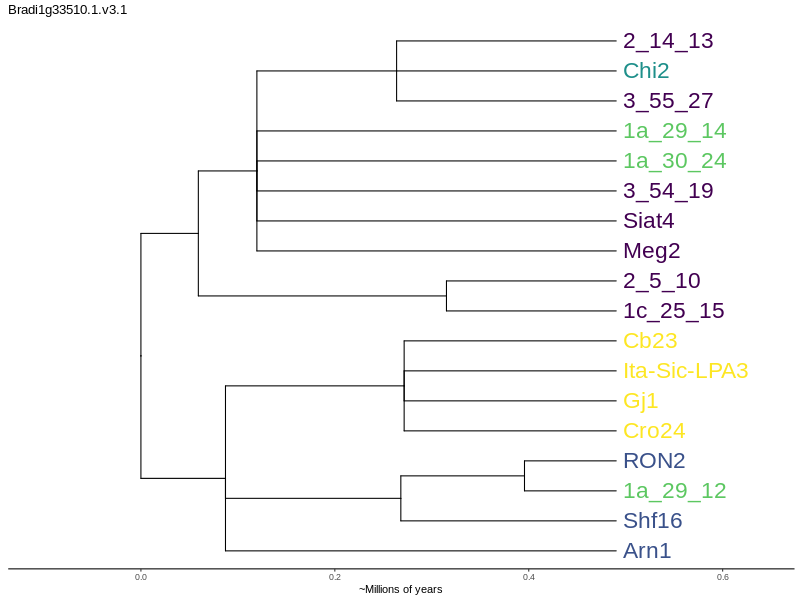 Bradi1g33510.1.v3.1
2_14_13
Chi2
3_55_27
1a_29_14
1a_30_24
3_54_19
Siat4
Meg2
2_5_10
1c_25_15
Cb23
Ita-Sic-LPA3
Gj1
Cro24
RON2
1a_29_12
Shf16
Arn1
0.0 0.2 0.4 0.6
~Millions of years